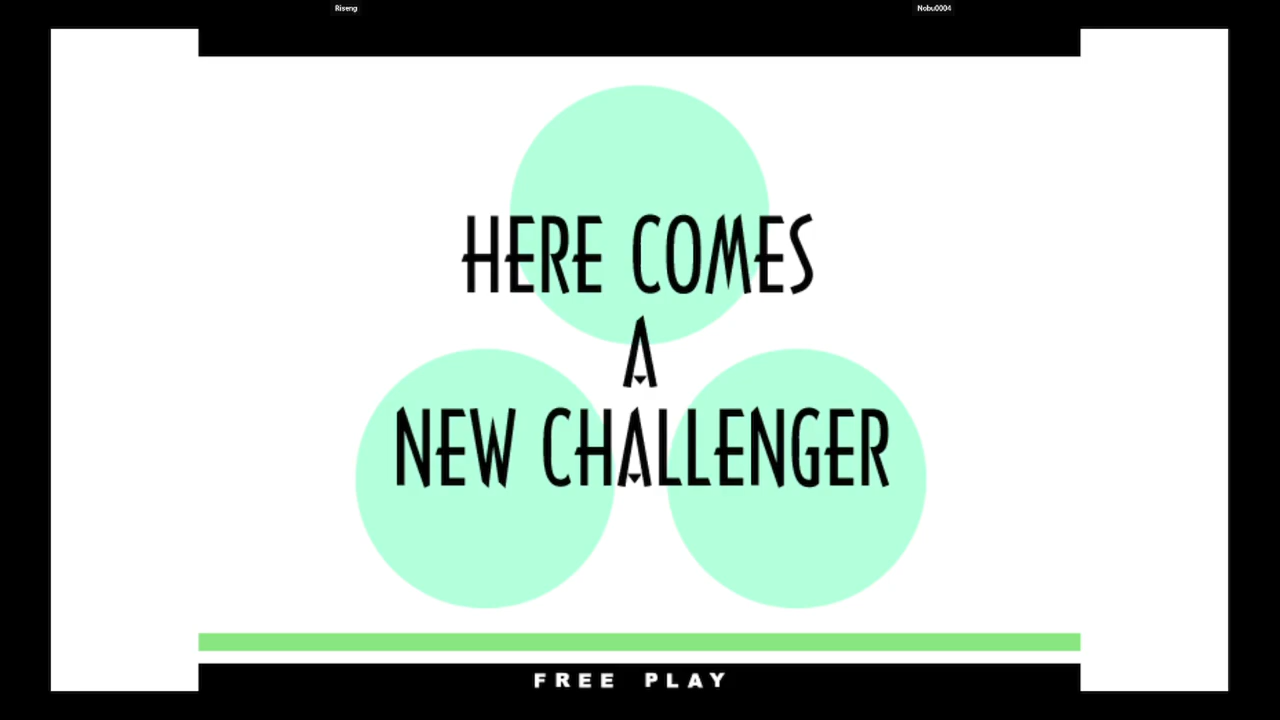 Riseng
Nobu0004
HERE COMES
A
NEW CHALLENGER
FREE PLAY